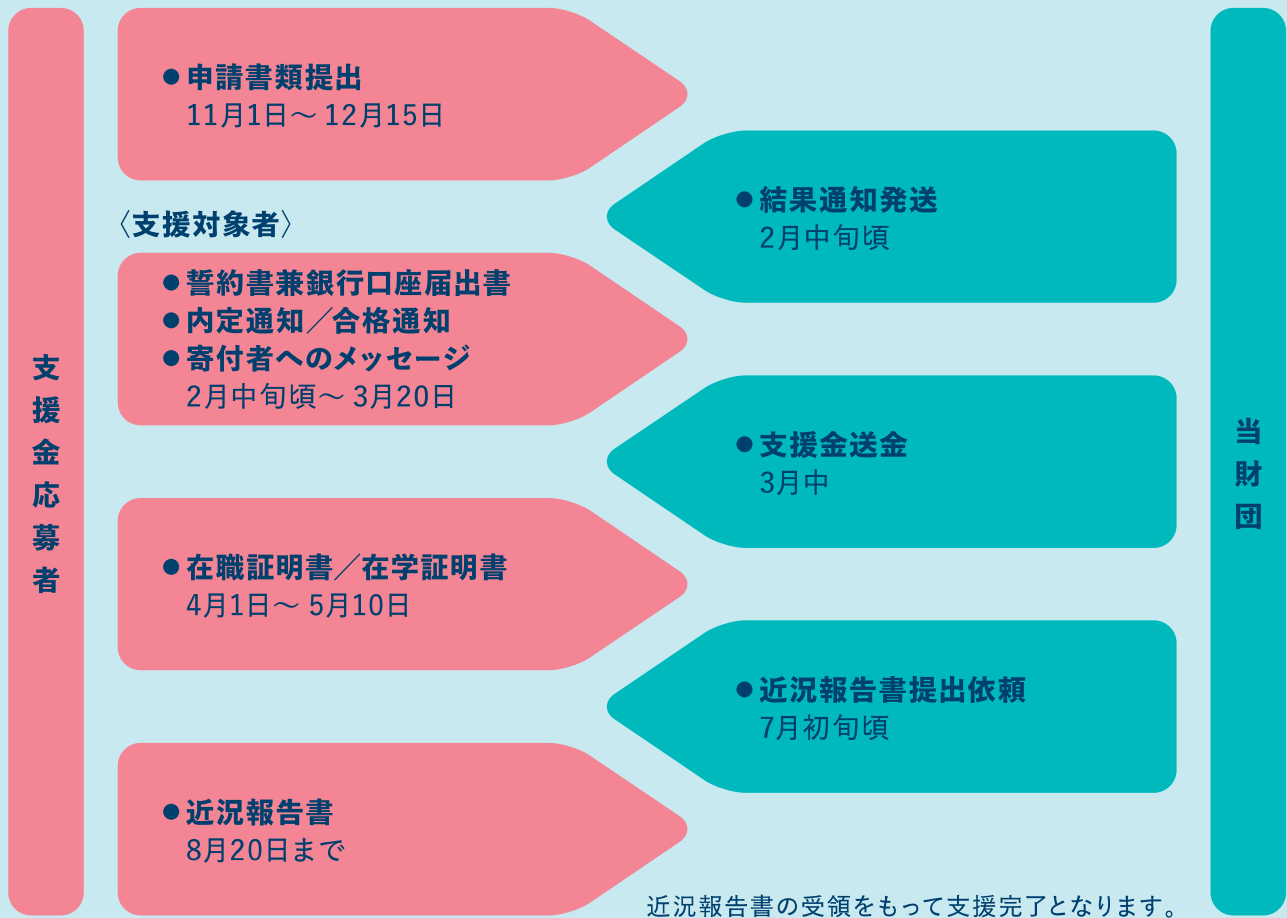 支援金応募者
● 申請書類提出
11月1日～ 12月15日
● 結果通知発送
2月中旬頃
〈支援対象者〉
● 誓約書兼銀行口座届出書
● 内定通知／合格通知
● 寄付者へのメッセージ
2月中旬頃～ 3月20日
● 支援金送金
3月中
● 在職証明書／在学証明書
4月1日～ 5月10日
● 近況報告書提出依頼
7月初旬頃
● 近況報告書
8月20日まで
当財団
近況報告書の受領をもって支援完了となります。